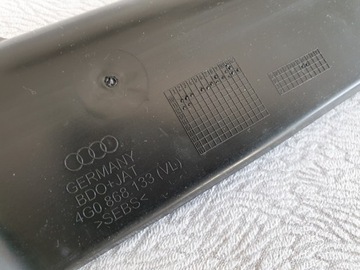 GERMANY
BDO+JAT
4G0 868 133 (VL)
>SEBS<